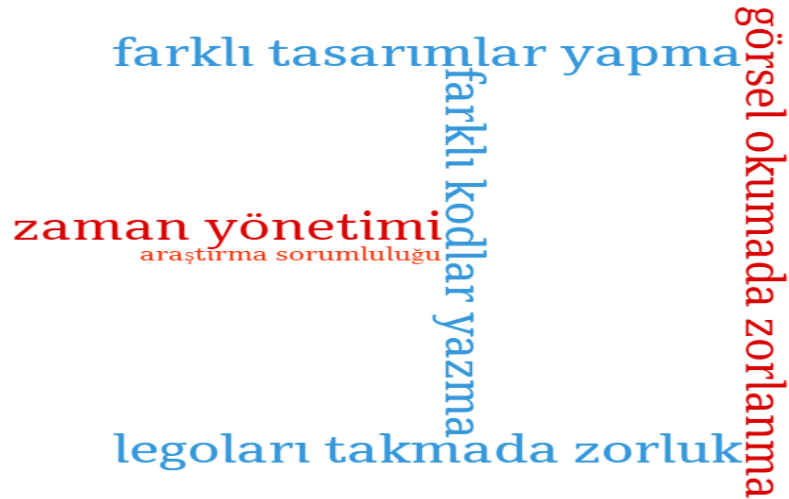 farklı tasarımlar yapma
görsel okumada zorlanma
farklı kodlar yazma
zaman yönetimi
araştırma sorumluluğu
legoları takmada zorluk